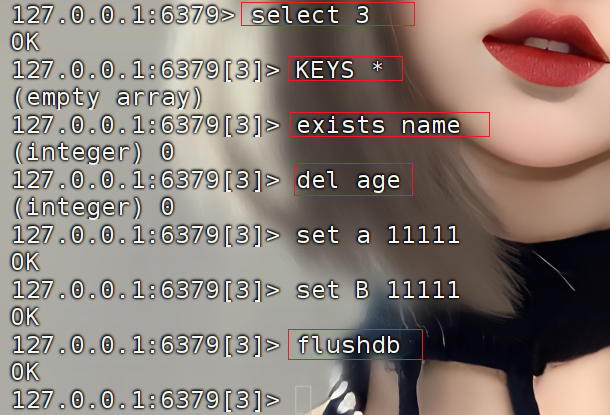 127.0.0.1:6379> select 3
OK
127.0.0.1:6379[3]> KEYS *
(empty array)
127.0.0.1:6379[3]> exists name
(integer) 0
127.0.0.1:6379[3]> del age
(integer) 0
127.0.0.1:6379[3]> set a 11111
OK
127.0.0.1:6379[3]> set B 11111
OK
127.0.0.1:6379[3]> flushdb
OK
127.0.0.1:6379[3]>